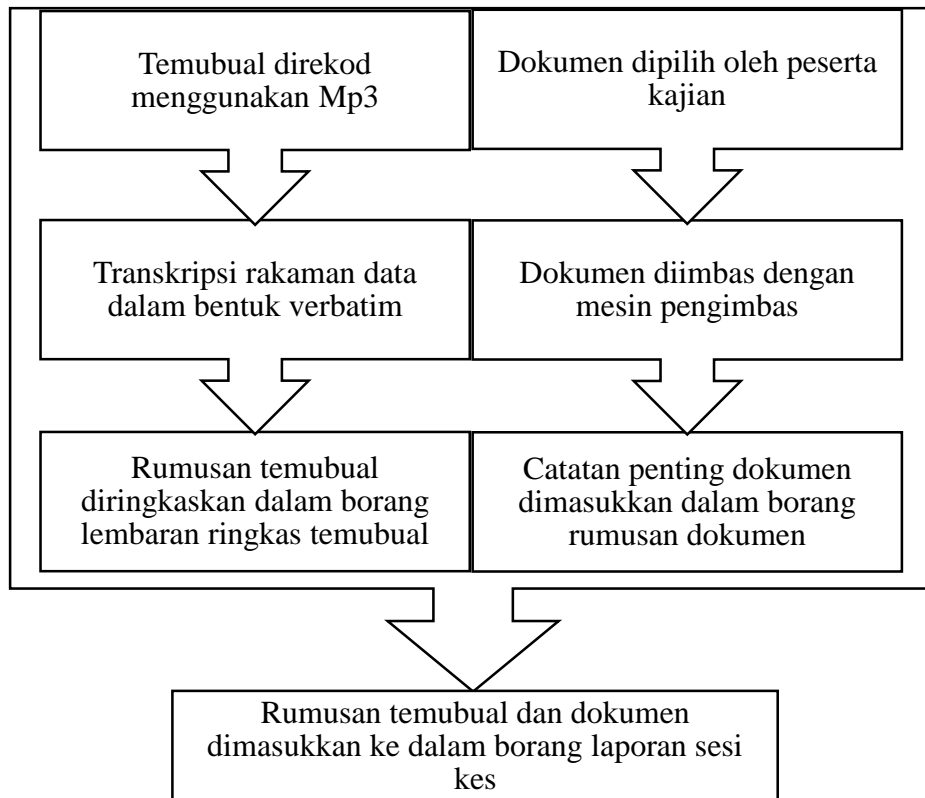 Temubual direkod
menggunakan Mp3
Dokumen dipilih oleh peserta
kajian
Transkripsi rakaman data
dalam bentuk verbatim
Dokumen diimbas dengan
mesin pengimbas
Rumusan temubual
diringkaskan dalam borang
lembaran ringkas temubual
Catatan penting dokumen
dimasukkan dalam borang
rumusan dokumen
Rumusan temubual dan dokumen
dimasukkan ke dalam borang laporan sesi
kes